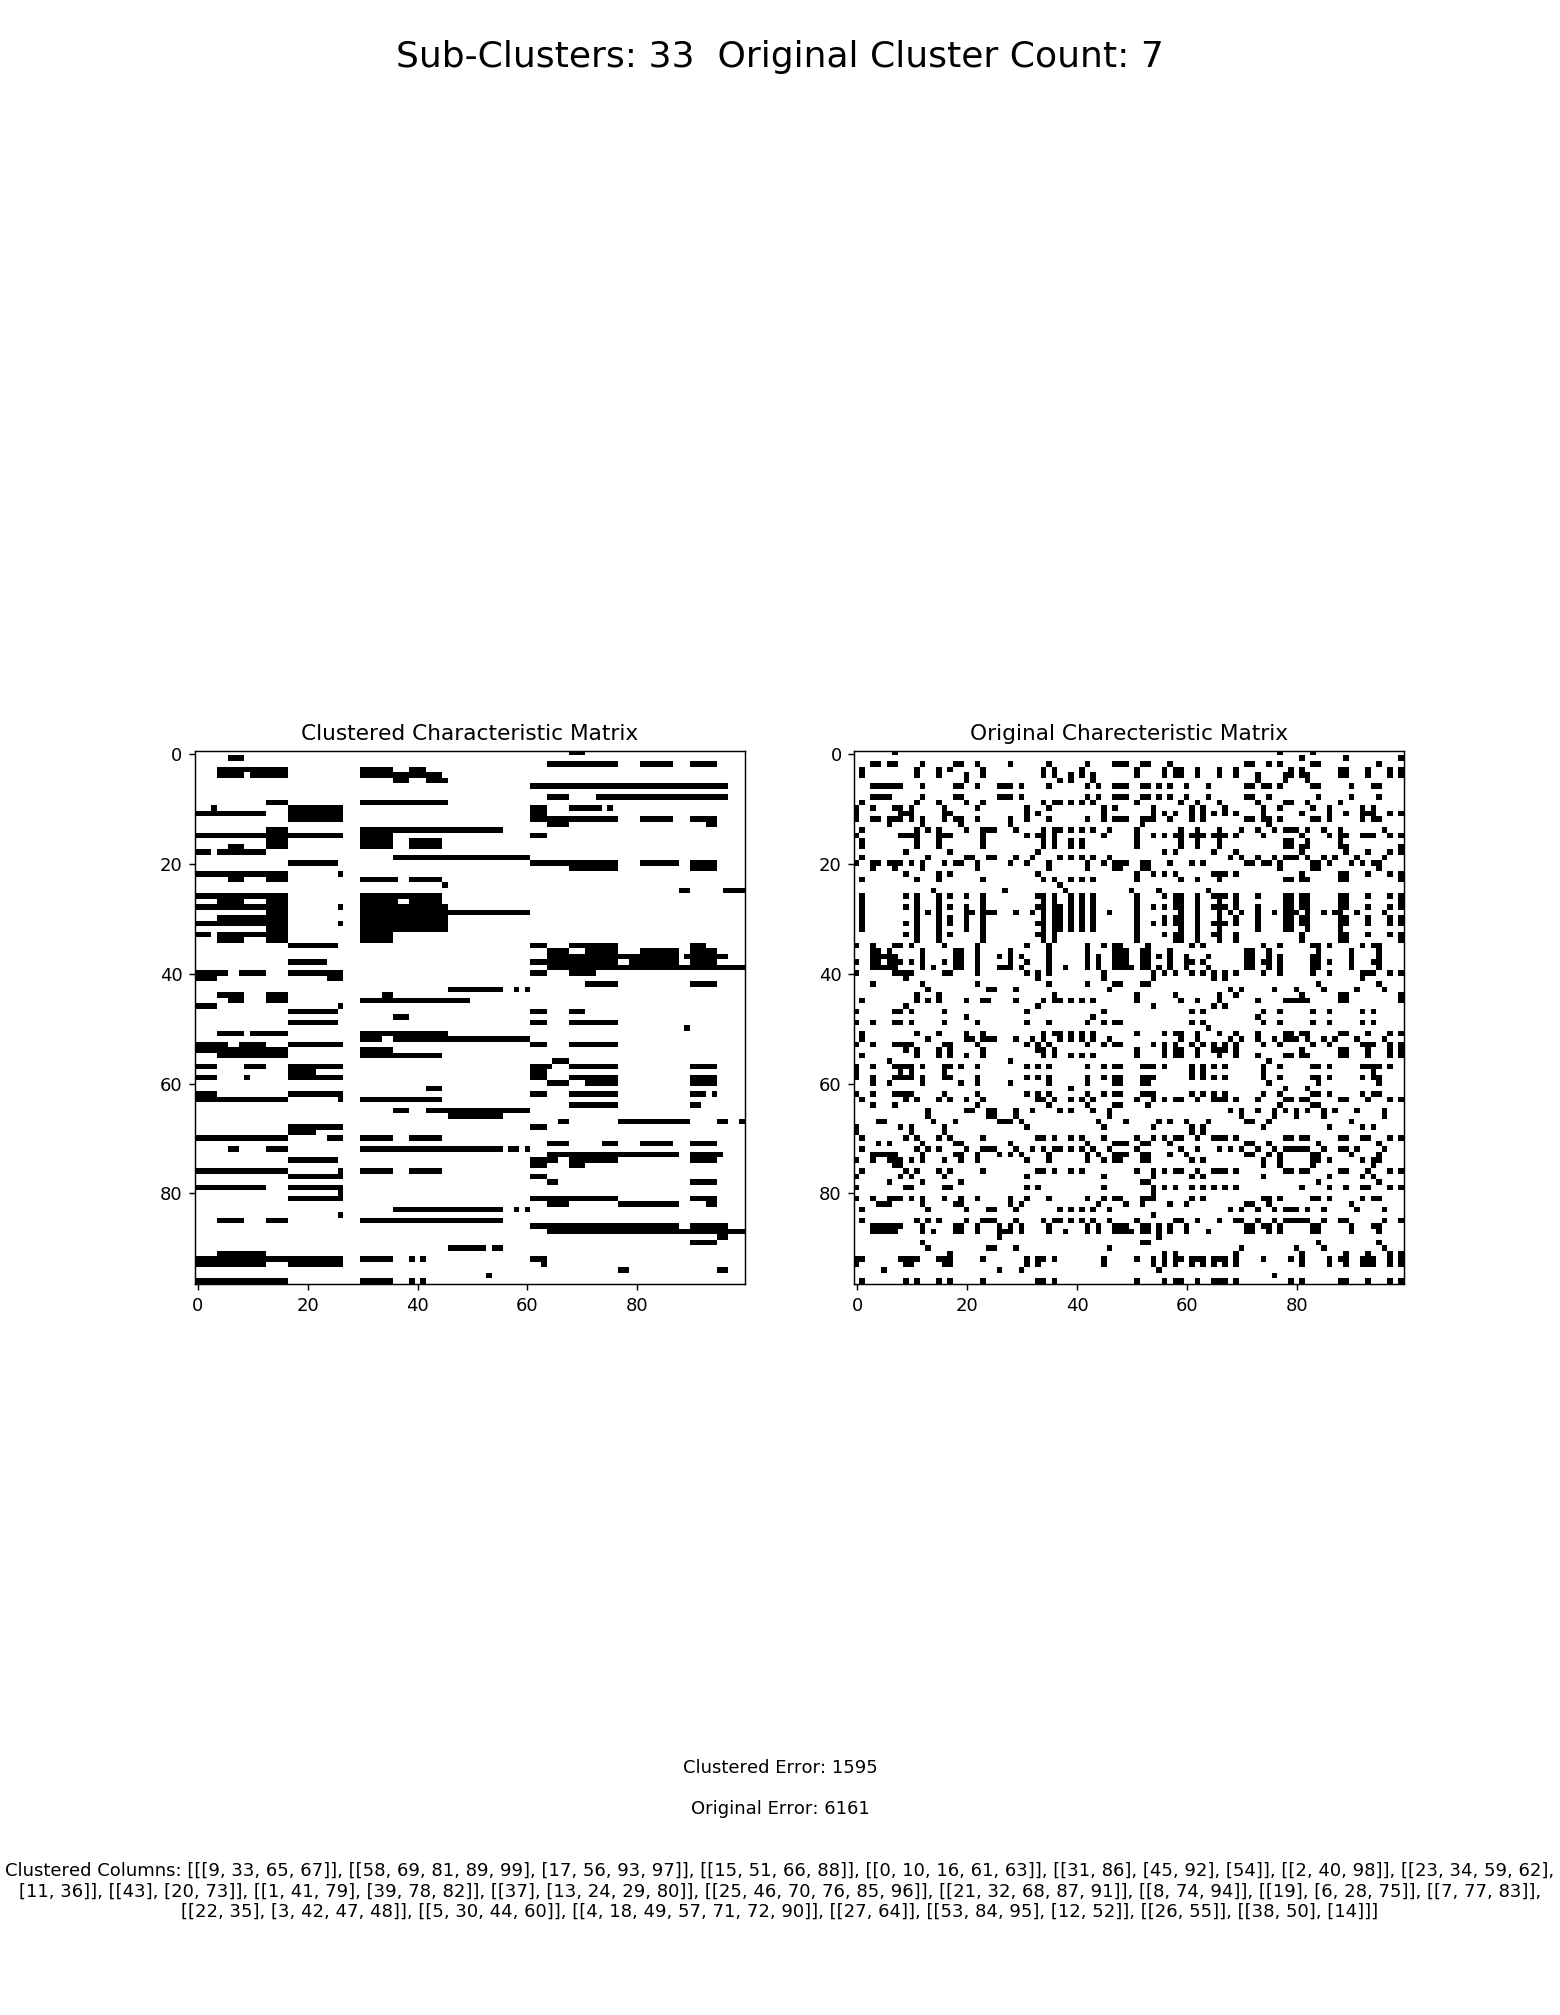 Sub-Clusters: 33  Original Cluster Count: 7
Clustered Characteristic Matrix
Original Charecteristic Matrix
0
20
40
60
80
0
20
40
60
80
0
20
40
60
80
0
20
40
60
80
Clustered Error: 1595
Original Error: 6161
Clustered Columns: [[[9, 33, 65, 67]], [[58, 69, 81, 89, 99], [17, 56, 93, 97]], [[15, 51, 66, 88]], [[0, 10, 16, 61, 63]], [[31, 86], [45, 92], [54]], [[2, 40, 98]], [[23, 34, 59, 62],
[11, 36]], [[43], [20, 73]], [[1, 41, 79], [39, 78, 82]], [[37], [13, 24, 29, 80]], [[25, 46, 70, 76, 85, 96]], [[21, 32, 68, 87, 91]], [[8, 74, 94]], [[19], [6, 28, 75]], [[7, 77, 83]],
[[22, 35], [3, 42, 47, 48]], [[5, 30, 44, 60]], [[4, 18, 49, 57, 71, 72, 90]], [[27, 64]], [[53, 84, 95], [12, 52]], [[26, 55]], [[38, 50], [14]]]